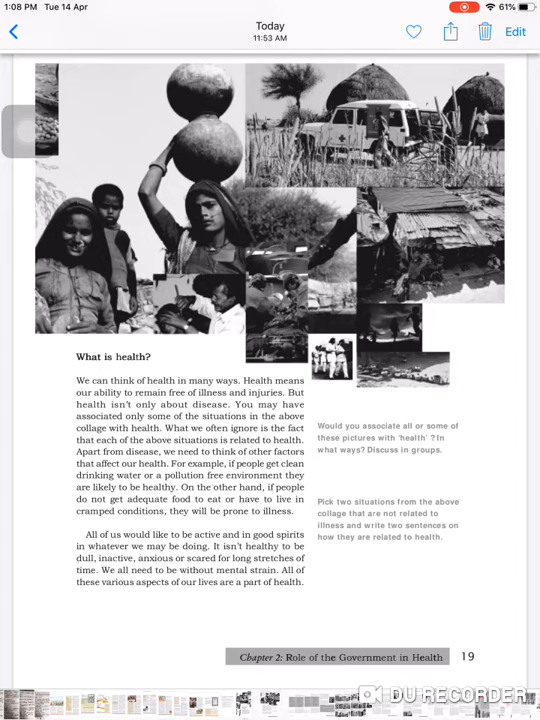 1:08 PM Tue 14 Apr
61%
Today
11:53 AM
Edit
What is health?
We can think of health in many ways. Health means
our ability to remain free of illness and injuries. But
health isn't only about disease. You may have
associated only some of the situations in the above
collage with health. What we often ignore is the fact
that each of the above situations is related to health.
Apart from disease, we need to think of other factors
that affect our health. For example, if people get clean
drinking water or a pollution free environment they
are likely to be healthy. On the other hand, if people
do not get adequate food to eat or have to live in
cramped conditions, they will be prone to illness.
All of us would like to be active and in good spirits
in whatever we may be doing. It isn't healthy to be
dull, inactive, anxious or scared for long stretches of
time. We all need to be without mental strain. All of
these various aspects of our lives are a part of health.
Would you associate all or some of
these pictures with 'health' ? In
what ways? Discuss in groups.
Pick two situations from the above
collage that are not related to
illness and write two sentences on
how they are related to health.
Chapter 2: Role of the Government in Health
19
DU RECORDER